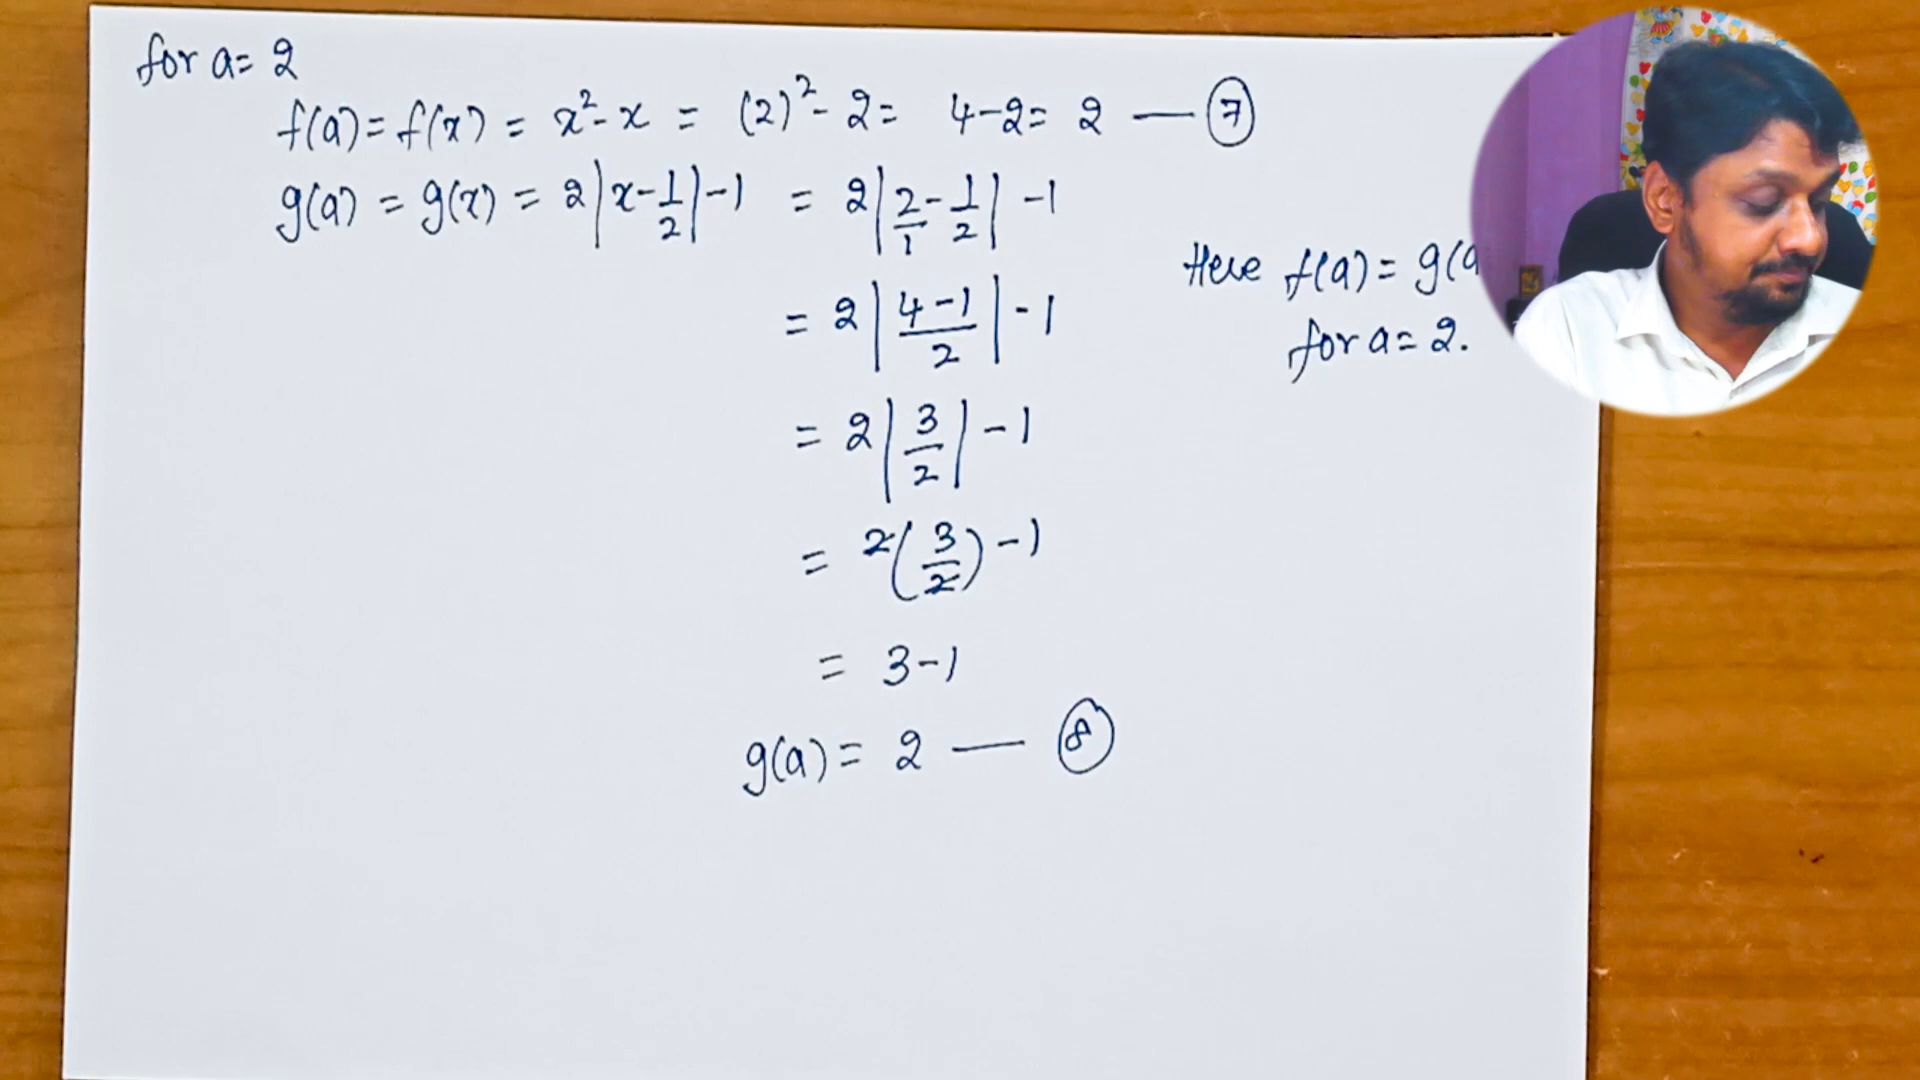 for a = 2
f(a) = f(x) = x² - x = (2)² - 2 = 4 - 2 = 2 — ⑦
g(a) = g(x) = 2|x - 1/2| - 1 = 2|2/1 - 1/2| - 1
= 2|(4-1)/2| - 1
Here f(a) = g(a
for a = 2.
= 2|3/2| - 1
= 2(3/2) - 1
= 3 - 1
g(a) = 2 — ⑧